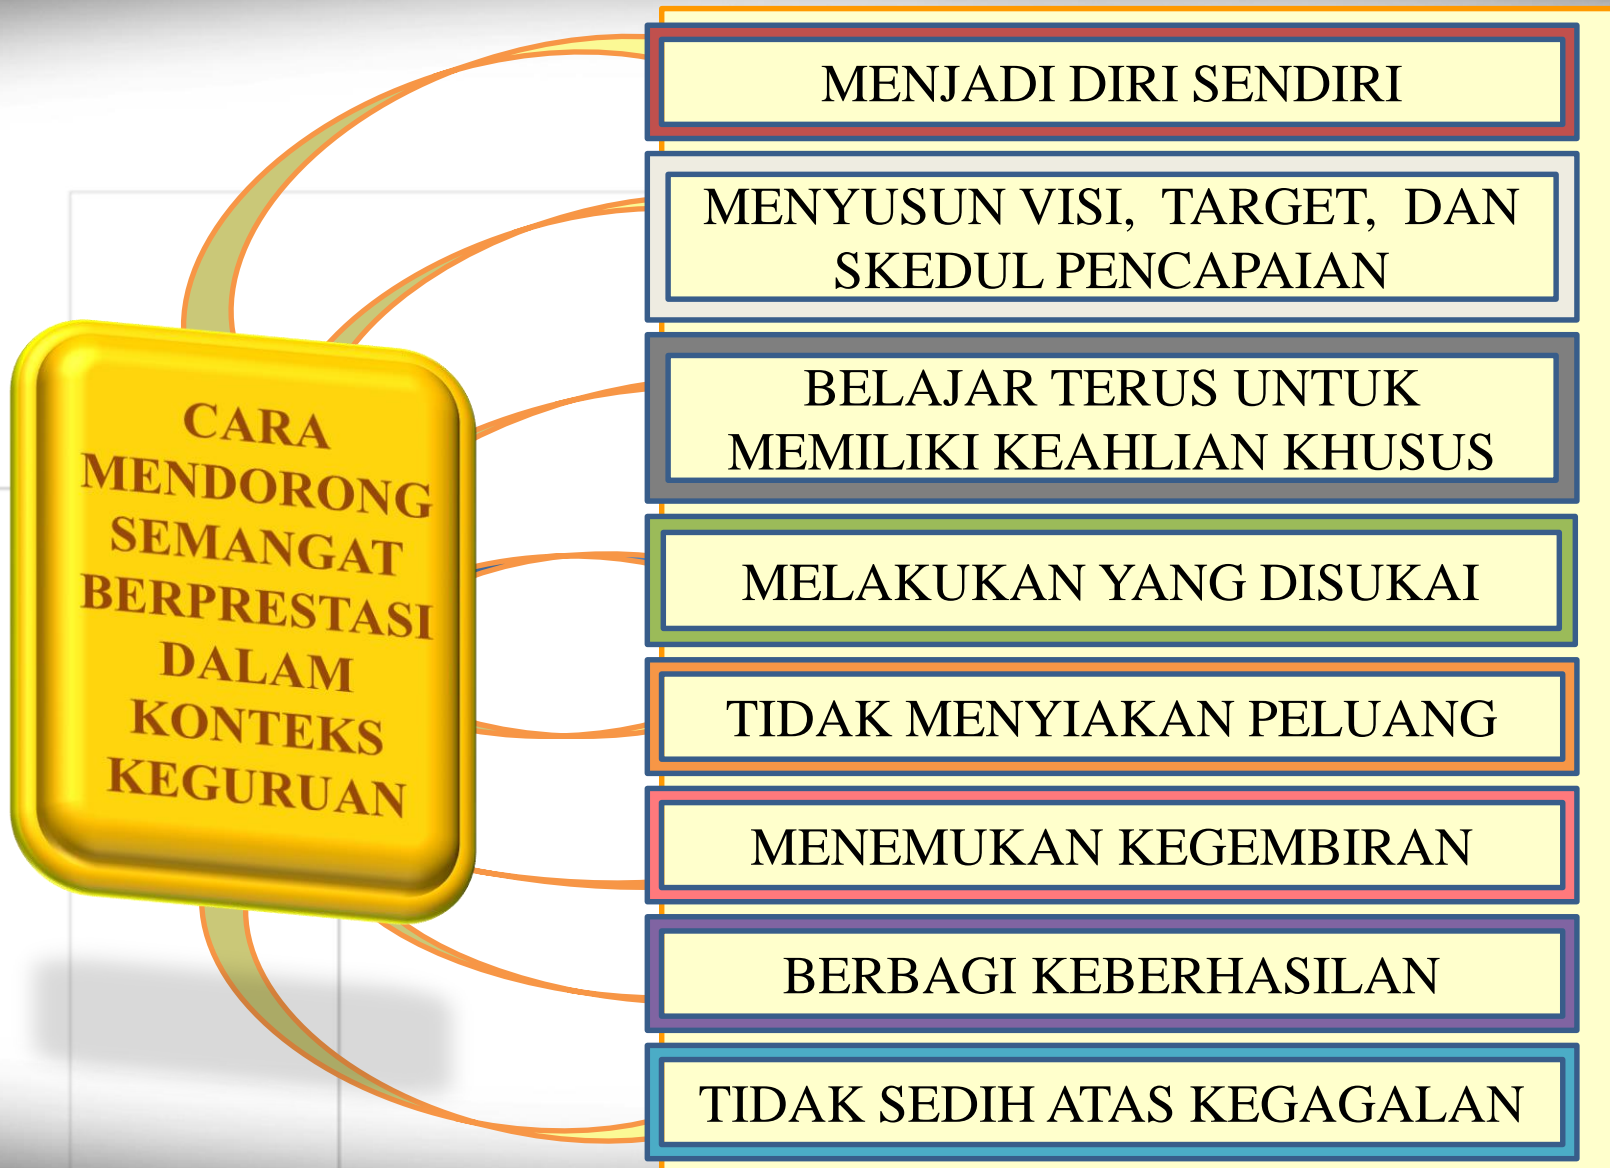 CARA
MENDORONG
SEMANGAT
BERPRESTASI
DALAM
KONTEKS
KEGURUAN
MENJADI DIRI SENDIRI
MENYUSUN VISI, TARGET, DAN
SKEDUL PENCAPAIAN
BELAJAR TERUS UNTUK
MEMILIKI KEAHLIAN KHUSUS
MELAKUKAN YANG DISUKAI
TIDAK MENYIAKAN PELUANG
MENEMUKAN KEGEMBIRAN
BERBAGI KEBERHASILAN
TIDAK SEDIH ATAS KEGAGALAN